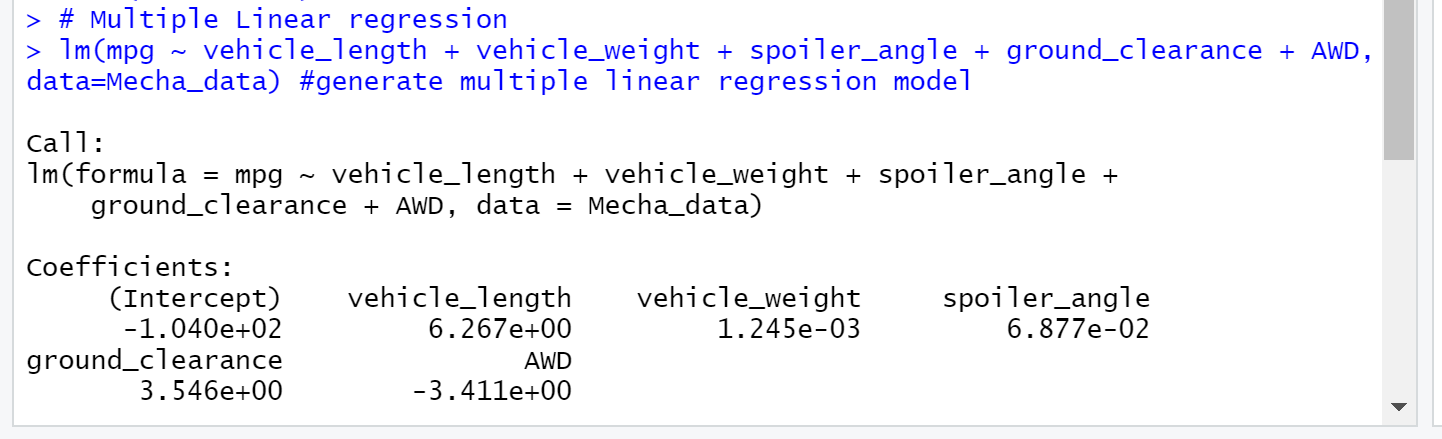 > # Multiple Linear regression
> lm(mpg ~ vehicle_length + vehicle_weight + spoiler_angle + ground_clearance + AWD,
data=Mecha_data) #generate multiple linear regression model
Call:
lm(formula = mpg ~ vehicle_length + vehicle_weight + spoiler_angle +
    ground_clearance + AWD, data = Mecha_data)
Coefficients:
     (Intercept)    vehicle_length    vehicle_weight     spoiler_angle
      -1.040e+02         6.267e+00         1.245e-03         6.877e-02
ground_clearance               AWD
       3.546e+00        -3.411e+00